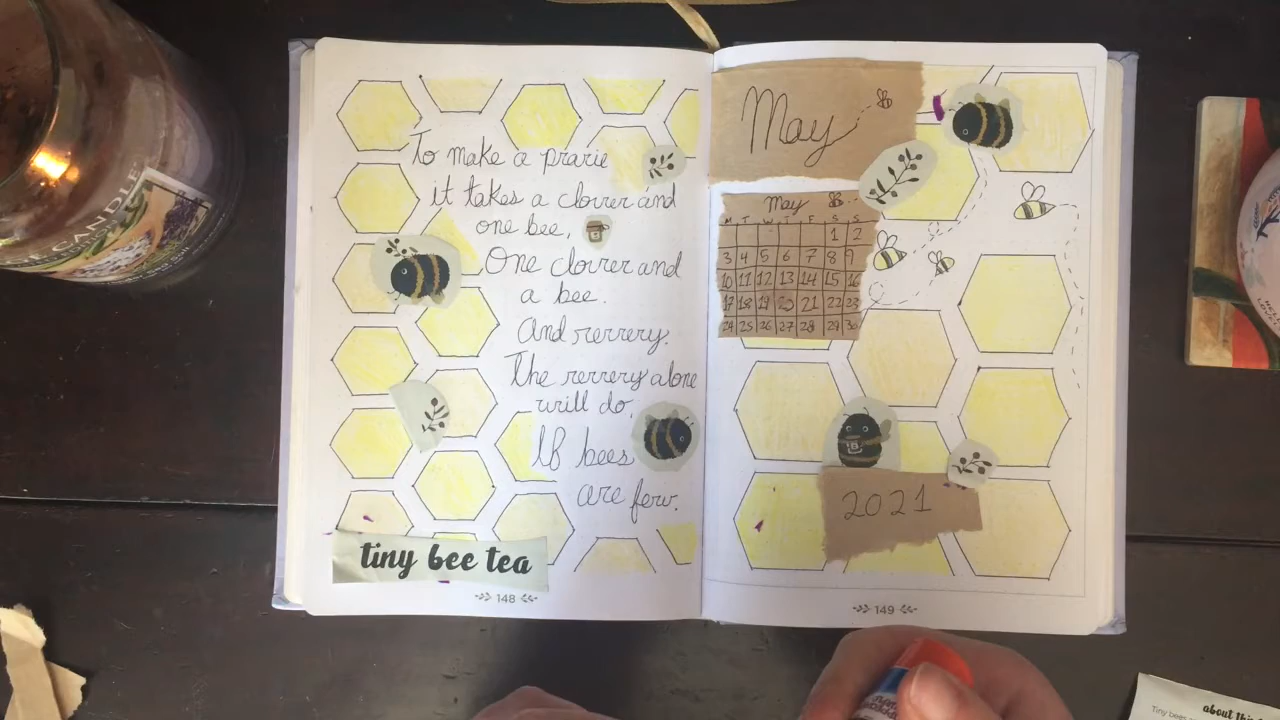 To make a prarie
it takes a clover and
one bee,
One clover and
a bee.
And revery.
The revery alone
will do,
If bees
are few.
tiny bee tea
148
May
May
M T W T F S S
1 2
3 4 5 6 7 8 9
10 11 12 13 14 15 16
17 18 19 20 21 22 23
24 25 26 27 28 29 30
2021
149
CANDLE
about thi
Tiny bee